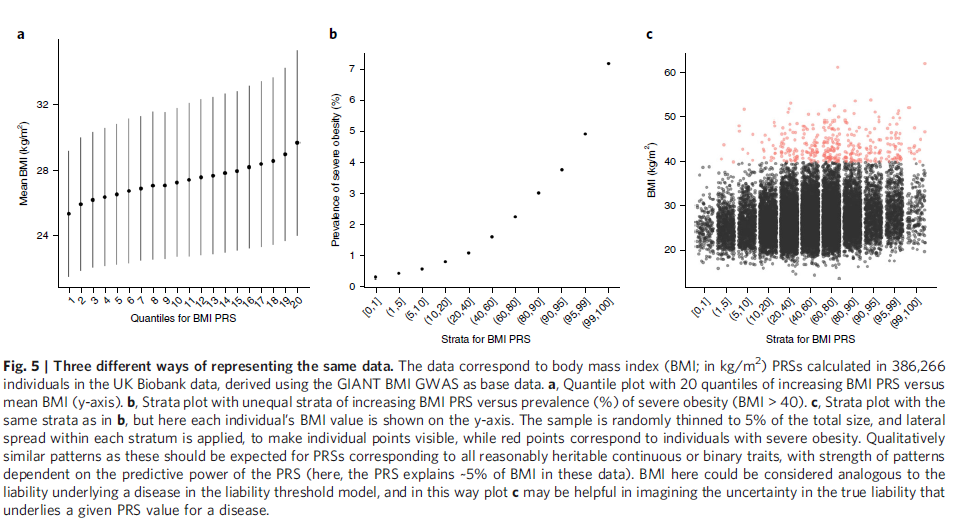 a
b
c
Mean BMI (kg/m²)
32
28
24
1 2 3 4 5 6 7 8 9 10 11 12 13 14 15 16 17 18 19 20
Quantiles for BMI PRS
Prevalence of severe obesity (%)
7
6
5
4
3
2
1
0
[0,1] (1,5] (5,10] (10,20] (20,40] (40,60] (60,80] (80,90] (90,95] (95,99] (99,100]
Strata for BMI PRS
BMI (kg/m²)
60
50
40
30
20
[0,1] (1,5] (5,10] (10,20] (20,40] (40,60] (60,80] (80,90] (90,95] (95,99] (99,100]
Strata for BMI PRS
Fig. 5 | Three different ways of representing the same data. The data correspond to body mass index (BMI; in kg/m²) PRSs calculated in 386,266
individuals in the UK Biobank data, derived using the GIANT BMI GWAS as base data. a, Quantile plot with 20 quantiles of increasing BMI PRS versus
mean BMI (y-axis). b, Strata plot with unequal strata of increasing BMI PRS versus prevalence (%) of severe obesity (BMI > 40). c, Strata plot with the
same strata as in b, but here each individual's BMI value is shown on the y-axis. The sample is randomly thinned to 5% of the total size, and lateral
spread within each stratum is applied, to make individual points visible, while red points correspond to individuals with severe obesity. Qualitatively
similar patterns as these should be expected for PRSs corresponding to all reasonably heritable continuous or binary traits, with strength of patterns
dependent on the predictive power of the PRS (here, the PRS explains ~5% of BMI in these data). BMI here could be considered analogous to the
liability underlying a disease in the liability threshold model, and in this way plot c may be helpful in imagining the uncertainty in the true liability that
underlies a given PRS value for a disease.